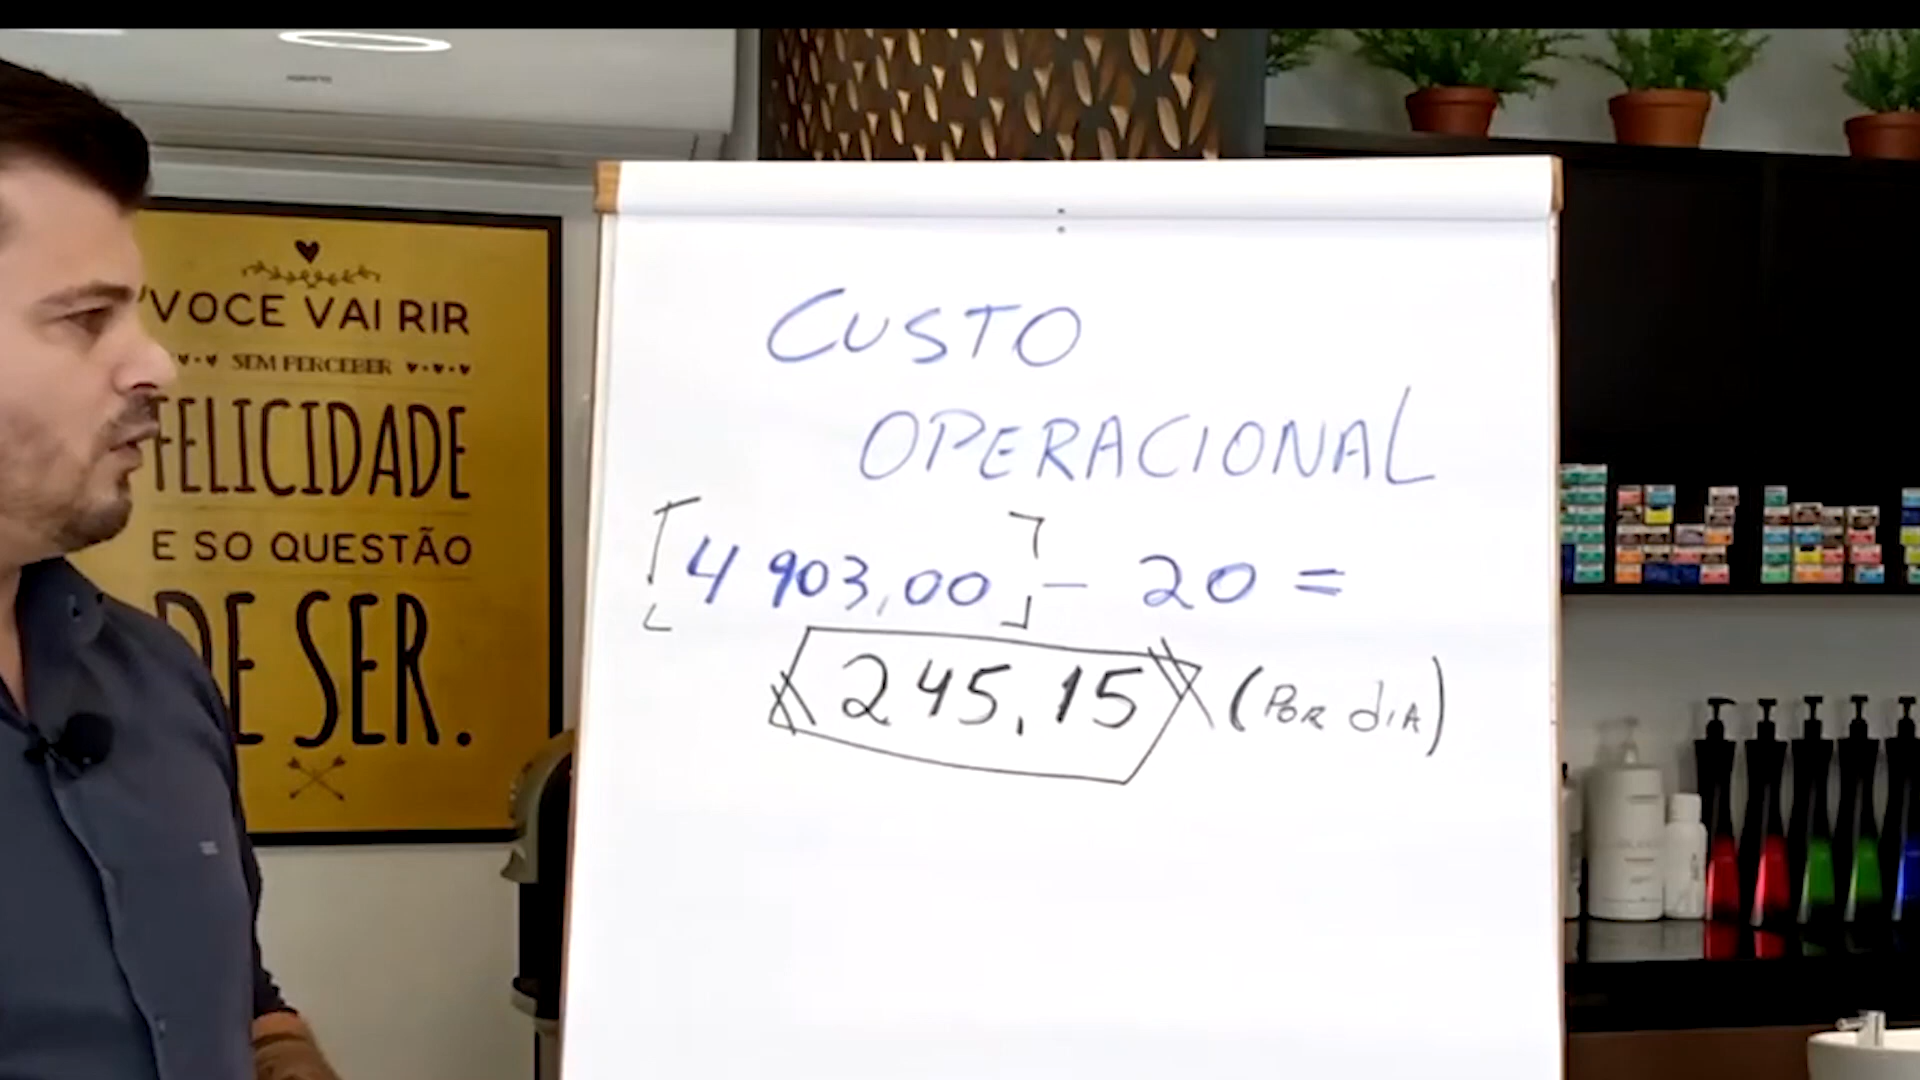 VOCE VAI RIR
SEM PERCEBER
FELICIDADE
E SO QUESTÃO
DE SER.
CUSTO
OPERACIONAL
4 903,00 - 20 =
245,15 (POR DIA)